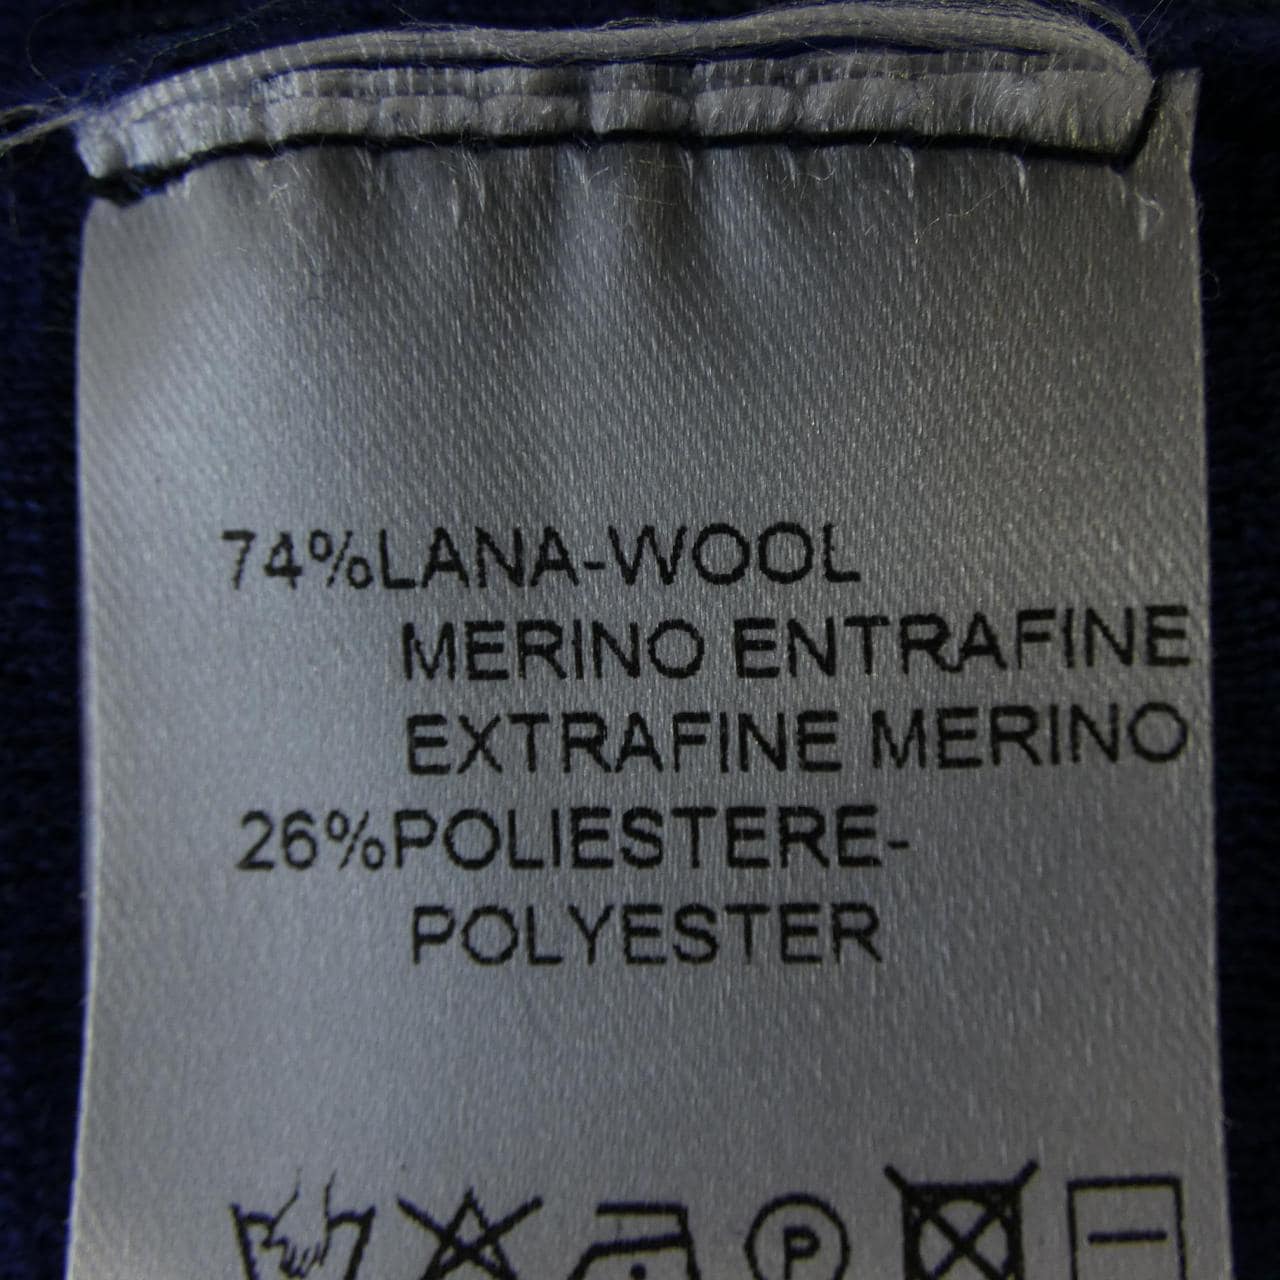 74%LANA-WOOL
MERINO ENTRAFINE
EXTRAFINE MERINO
26%POLIESTERE-
POLYESTER
P